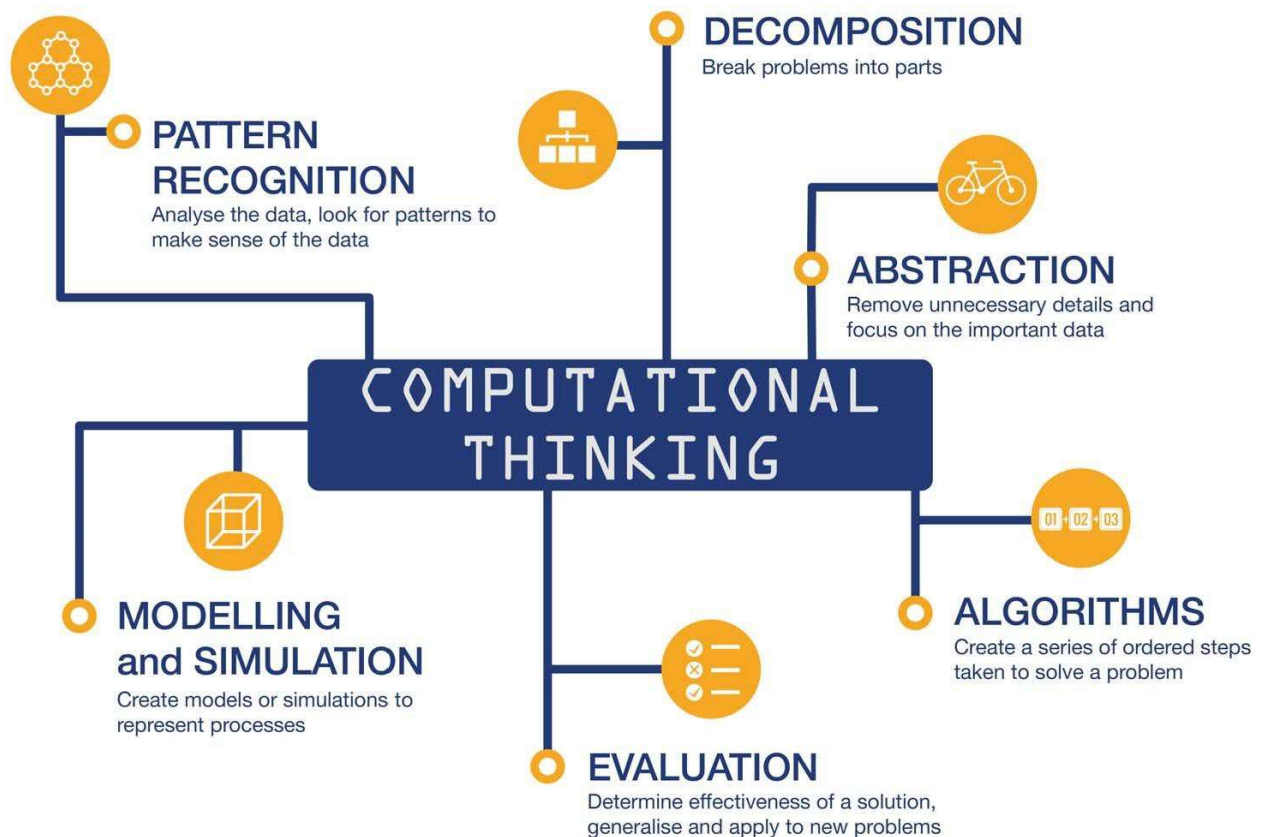 DECOMPOSITION
Break problems into parts
PATTERN
RECOGNITION
Analyse the data, look for patterns to
make sense of the data
ABSTRACTION
Remove unnecessary details and
focus on the important data
COMPUTATIONAL
THINKING
MODELLING
and SIMULATION
Create models or simulations to
represent processes
01+02+03
ALGORITHMS
Create a series of ordered steps
taken to solve a problem
EVALUATION
Determine effectiveness of a solution,
generalise and apply to new problems